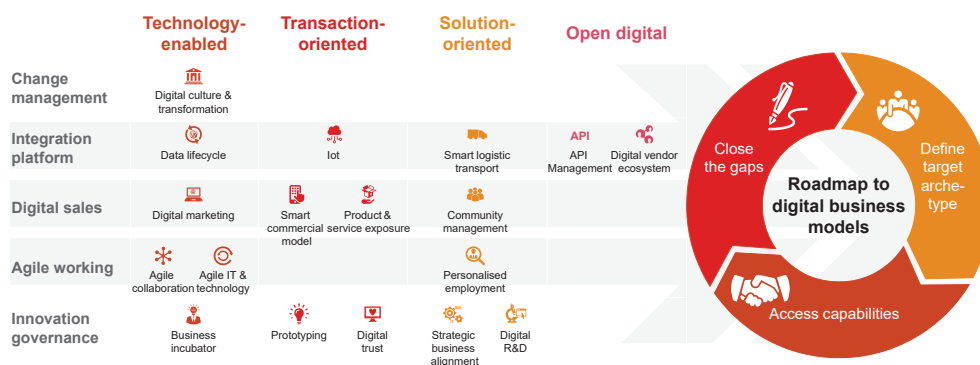 Technology-
enabled
Transaction-
oriented
Solution-
oriented
Open digital
Change
management
Digital culture &
transformation
Integration
platform
Data lifecycle
Iot
Smart logistic
transport
API
API
Management
Digital vendor
ecosystem
Digital sales
Digital marketing
Smart
commercial
model
Product &
service exposure
Community
management
Agile working
Agile
collaboration
Agile IT &
technology
Personalised
employment
Innovation
governance
Business
incubator
Prototyping
Digital
trust
Strategic
business
alignment
Digital
R&D
Close
the gaps
Define
target
arche-
type
Roadmap to
digital business
models
Access capabilities